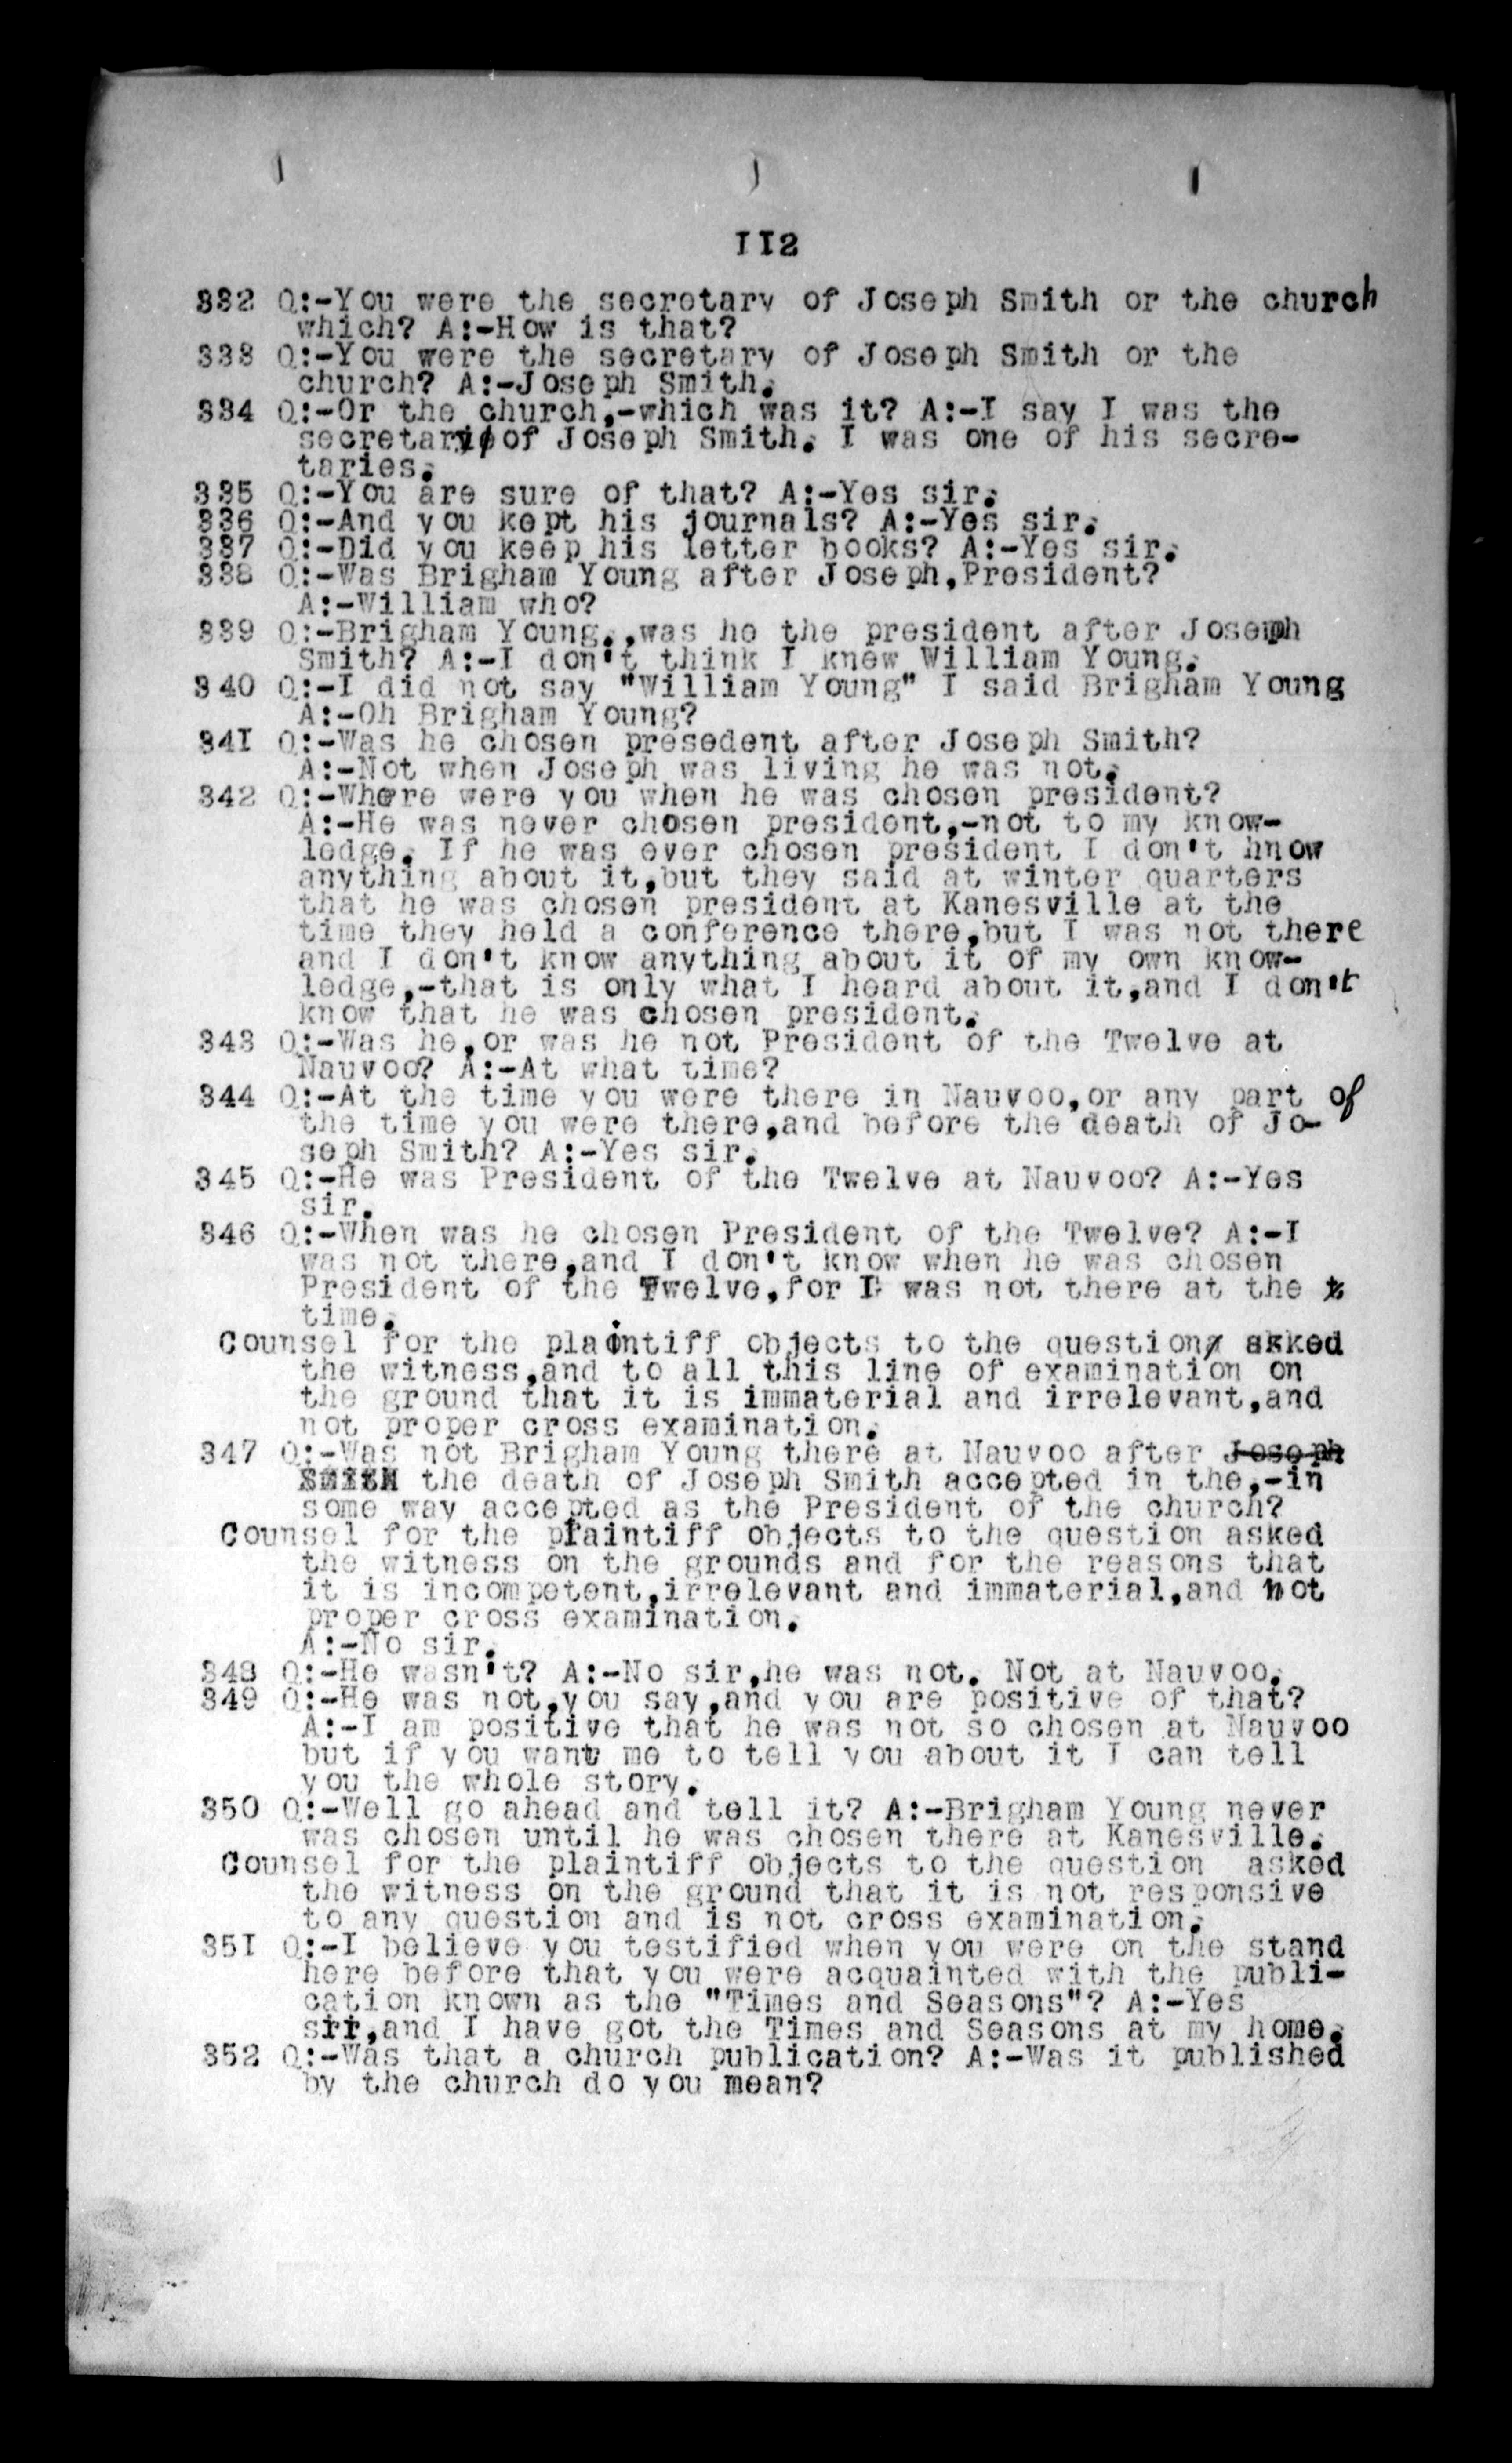 112
332 Q:-You were the secretary of Joseph Smith or the church
which? A:-How is that?
333 Q:-You were the secretary of Joseph Smith or the
church? A:-Joseph Smith.
334 Q:-Or the church,-which was it? A:-I say I was the
secretary of Joseph Smith. I was one of his secre-
taries.
335 Q:-You are sure of that? A:-Yes sir.
336 Q:-And you kept his journals? A:-Yes sir.
337 Q:-Did you keep his letter books? A:-Yes sir.
338 Q:-Was Brigham Young after Joseph,President?
A:-William who?
339 Q:-Brigham Young.,was he the president after Joseph
Smith? A:-I don't think I knew William Young.
340 Q:-I did not say "William Young" I said Brigham Young
A:-Oh Brigham Young?
341 Q:-Was he chosen presedent after Joseph Smith?
A:-Not when Joseph was living he was not.
342 Q:-Where were you when he was chosen president?
A:-He was never chosen president,-not to my know-
ledge. If he was ever chosen president I don't hnow
anything about it,but they said at winter quarters
that he was chosen president at Kanesville at the
time they held a conference there,but I was not there
and I don't know anything about it of my own know-
ledge,-that is only what I heard about it,and I don't
know that he was chosen president.
343 Q:-Was he,or was he not President of the Twelve at
Nauvoo? A:-At what time?
344 Q:-At the time you were there in Nauvoo,or any part of
the time you were there,and before the death of Jo-
seph Smith? A:-Yes sir.
345 Q:-He was President of the Twelve at Nauvoo? A:-Yes
sir.
346 Q:-When was he chosen President of the Twelve? A:-I
was not there,and I don't know when he was chosen
President of the Twelve,for I was not there at the t
time.
Counsel for the plaintiff objects to the question asked
the witness,and to all this line of examination on
the ground that it is immaterial and irrelevant,and
not proper cross examination.
347 Q:-Was not Brigham Young there at Nauvoo after Joseph
Smith the death of Joseph Smith accepted in the,-in
some way accepted as the President of the church?
Counsel for the plaintiff objects to the question asked
the witness on the grounds and for the reasons that
it is incompetent,irrelevant and immaterial,and not
proper cross examination.
A:-No sir.
348 Q:-He wasn't? A:-No sir,he was not. Not at Nauvoo.
349 Q:-He was not,you say,and you are positive of that?
A:-I am positive that he was not so chosen at Nauvoo
but if you want me to tell you about it I can tell
you the whole story.
350 Q:-Well go ahead and tell it? A:-Brigham Young never
was chosen until he was chosen there at Kanesville.
Counsel for the plaintiff objects to the question asked
the witness on the ground that it is not responsive
to any question and is not cross examination.
351 Q:-I believe you testified when you were on the stand
here before that you were acquainted with the publi-
cation known as the "Times and Seasons"? A:-Yes
sir,and I have got the Times and Seasons at my home.
352 Q:-Was that a church publication? A:-Was it published
by the church do you mean?